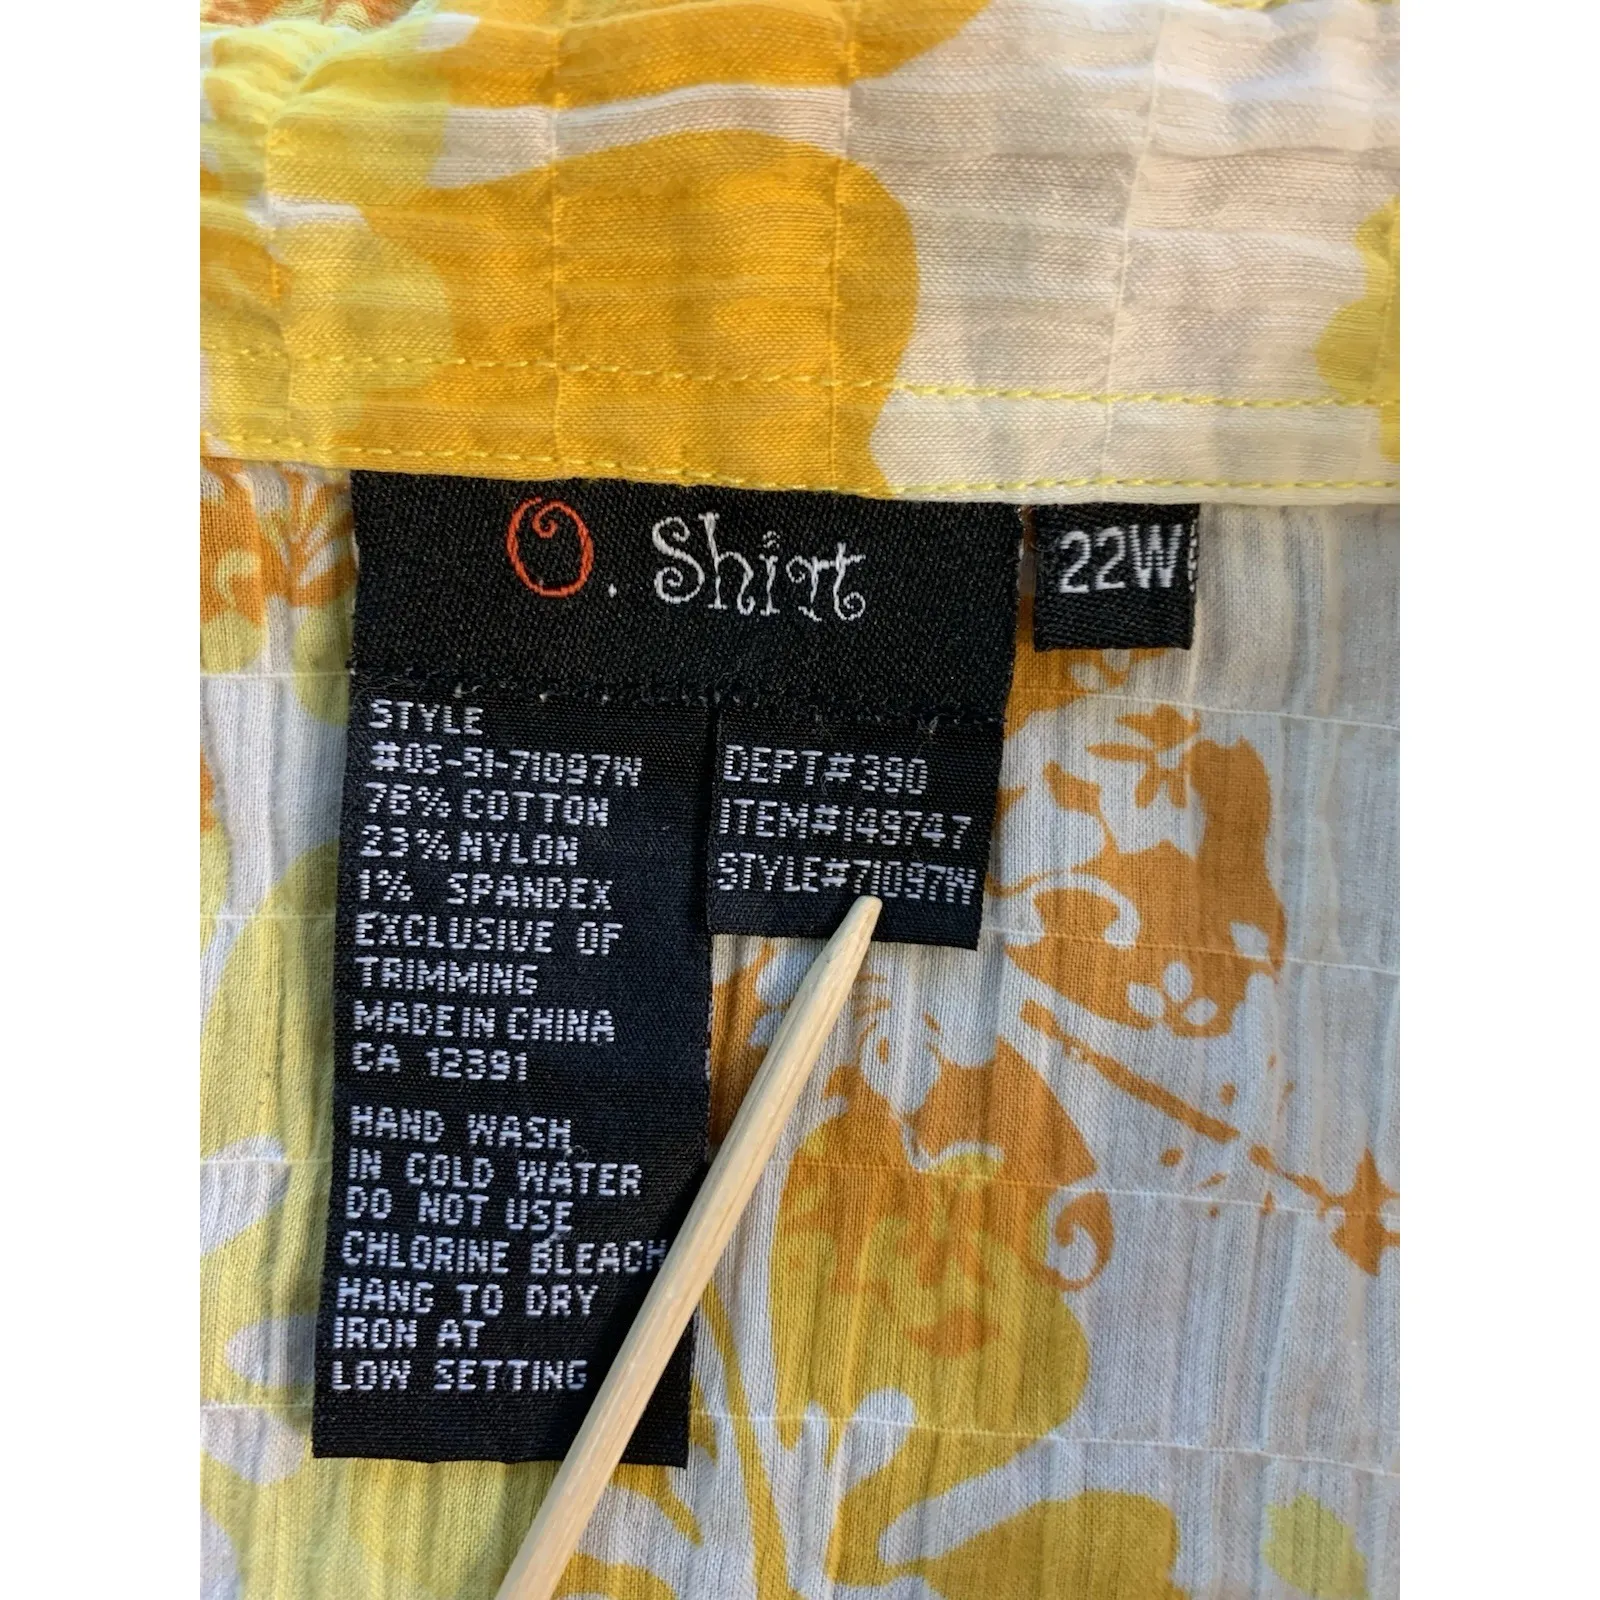 O. Shirt
22W
STYLE
#05-51-71097W
76% COTTON
23% NYLON
1% SPANDEX
EXCLUSIVE OF
TRIMMING
MADE IN CHINA
CA 12391
HAND WASH
IN COLD WATER
DO NOT USE
CHLORINE BLEACH
HANG TO DRY
IRON AT
LOW SETTING
DEPT#390
ITEM#149747
STYLE#71097W